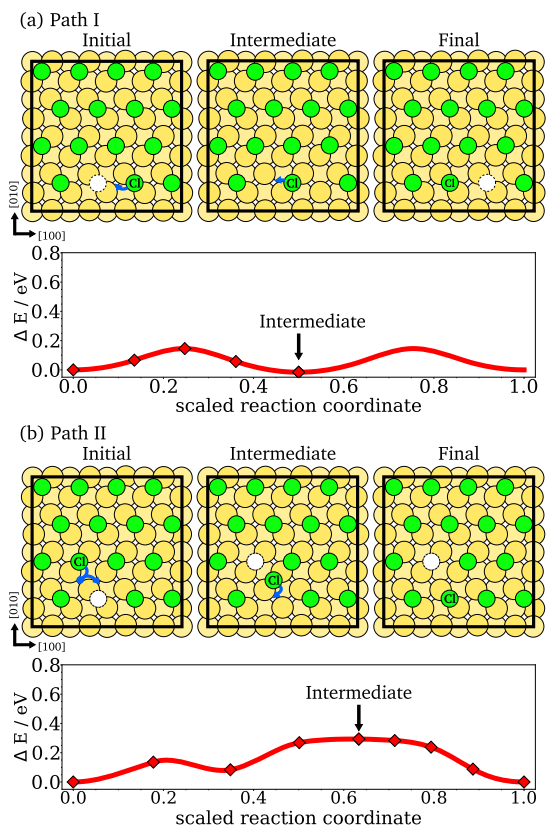 (a) Path I
Initial Intermediate Final
Cl Cl Cl
[010]
[100]
0.8
0.6
0.4
0.2
0.0
Δ E / eV
Intermediate
0.0 0.2 0.4 0.6 0.8 1.0
scaled reaction coordinate
(b) Path II
Initial Intermediate Final
Cl
Cl
Cl
[010]
[100]
0.8
0.6
0.4
0.2
0.0
Δ E / eV
Intermediate
0.0 0.2 0.4 0.6 0.8 1.0
scaled reaction coordinate